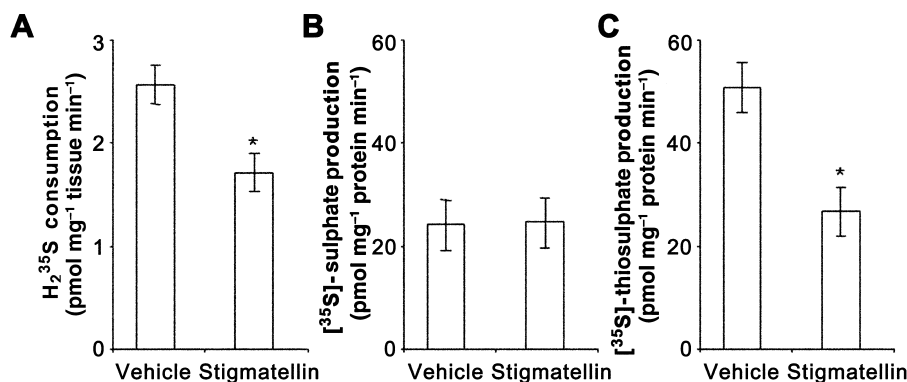 A
H₂³⁵S consumption
(pmol mg⁻¹ tissue min⁻¹)
3
2
1
0
*
Vehicle Stigmatellin
B
[³⁵S]-sulphate production
(pmol mg⁻¹ protein min⁻¹)
60
40
20
0
Vehicle Stigmatellin
C
[³⁵S]-thiosulphate production
(pmol mg⁻¹ protein min⁻¹)
60
40
20
0
*
Vehicle Stigmatellin